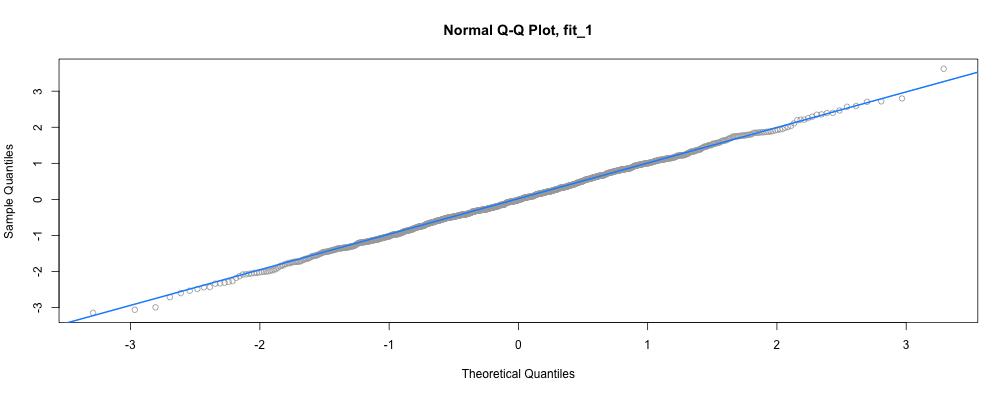 Normal Q-Q Plot, fit_1
Sample Quantiles
3
2
1
0
-1
-2
-3
-3 -2 -1 0 1 2 3
Theoretical Quantiles